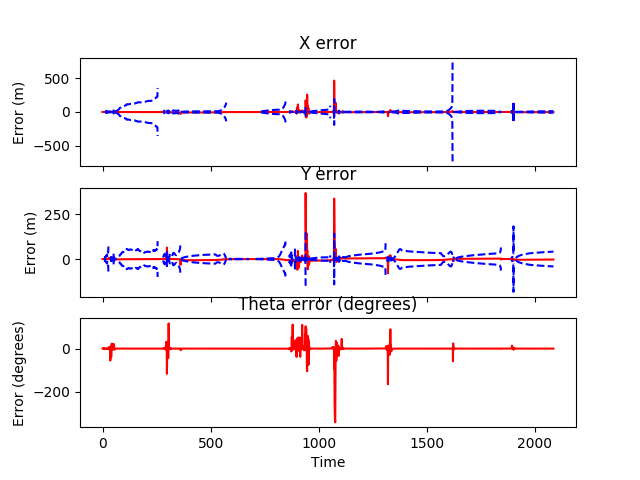 X error
500
0
−500
Error (m)
Y error
250
0
Error (m)
Theta error (degrees)
0
−200
Error (degrees)
0
500
1000
1500
2000
Time